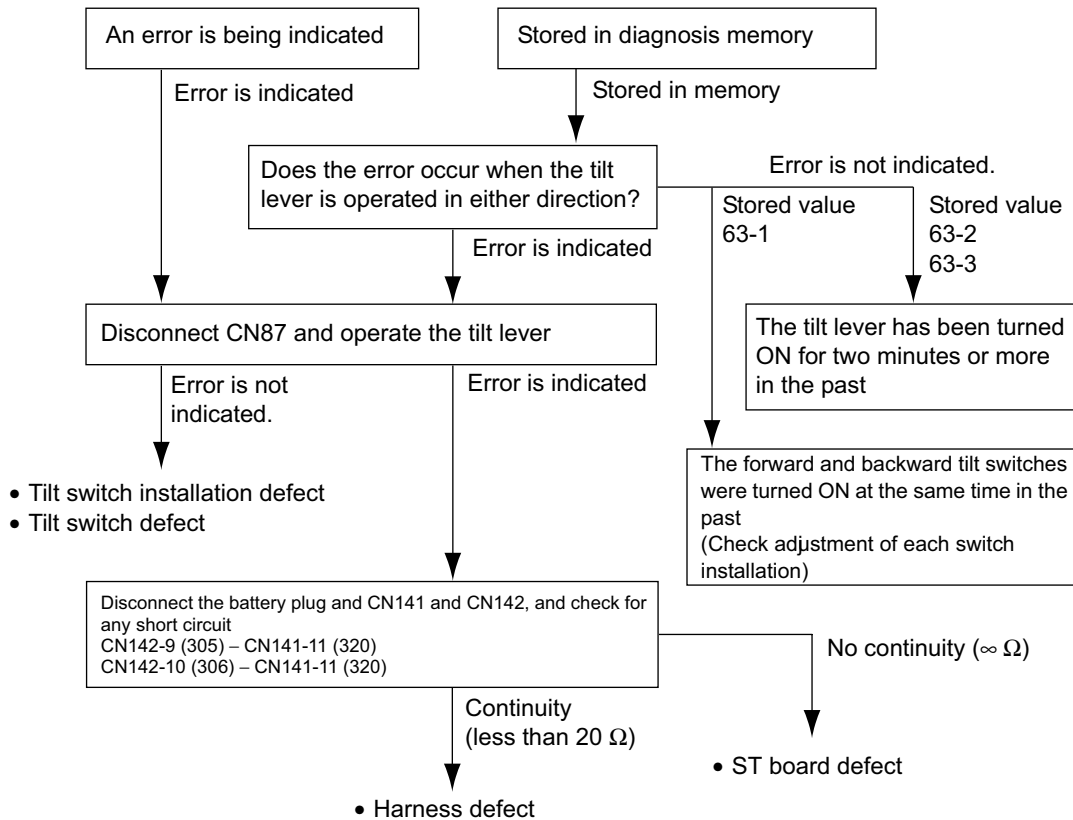 An error is being indicated
Stored in diagnosis memory
Error is indicated
Stored in memory
Does the error occur when the tilt
lever is operated in either direction?
Error is not indicated.
Stored value
63-1
Stored value
63-2
63-3
Error is indicated
Disconnect CN87 and operate the tilt lever
The tilt lever has been turned
ON for two minutes or more
in the past
Error is not
indicated.
Error is indicated
• Tilt switch installation defect
• Tilt switch defect
The forward and backward tilt switches
were turned ON at the same time in the
past
(Check adjustment of each switch
installation)
Disconnect the battery plug and CN141 and CN142, and check for
any short circuit
CN142-9 (305) – CN141-11 (320)
CN142-10 (306) – CN141-11 (320)
No continuity (∞ Ω)
Continuity
(less than 20 Ω)
• ST board defect
• Harness defect